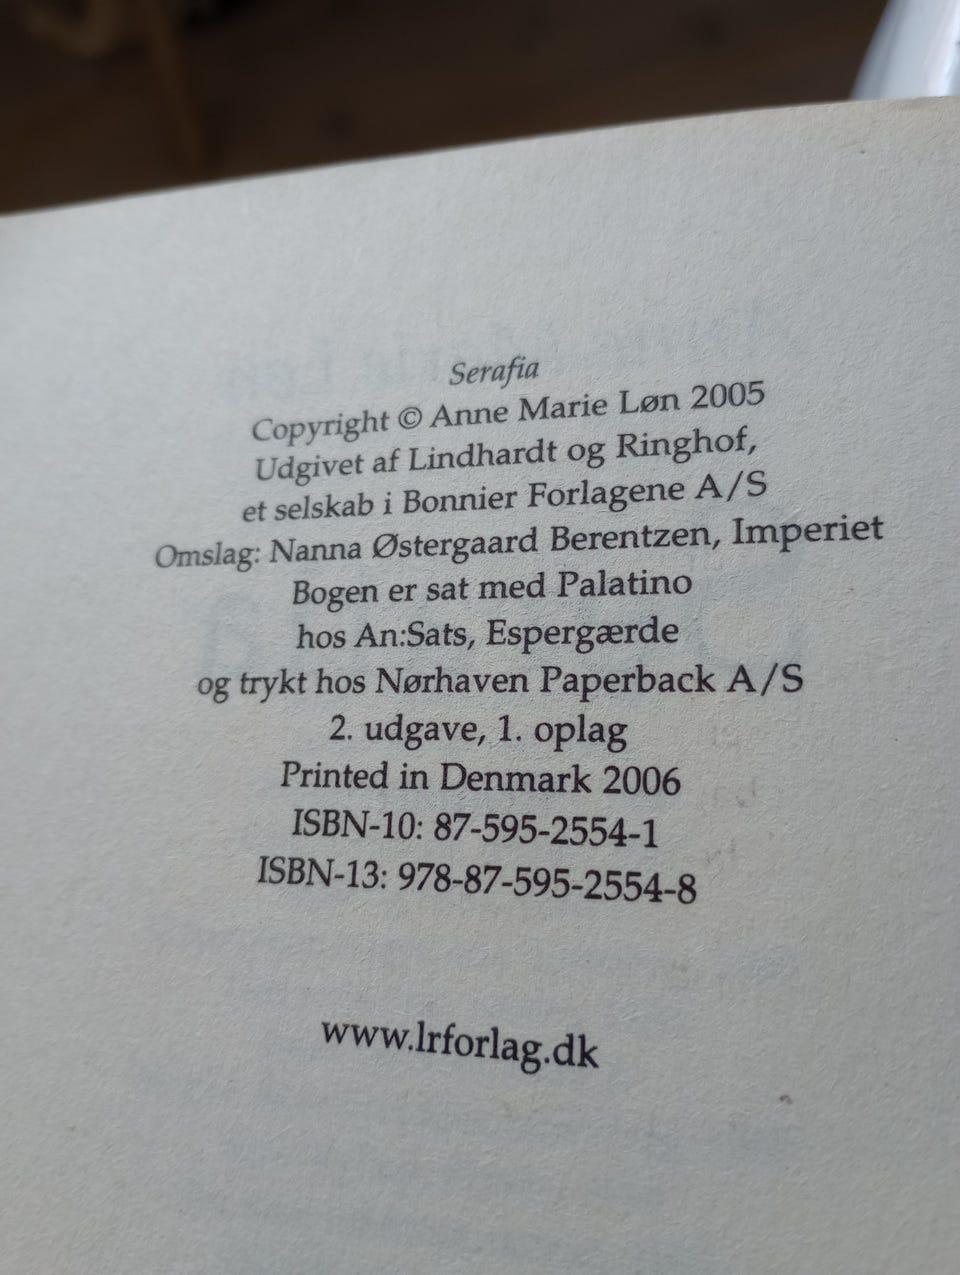 Serafia
Copyright © Anne Marie Løn 2005
Udgivet af Lindhardt og Ringhof,
et selskab i Bonnier Forlagene A/S
Omslag: Nanna Østergaard Berentzen, Imperiet
Bogen er sat med Palatino
hos An:Sats, Espergærde
og trykt hos Nørhaven Paperback A/S
2. udgave, 1. oplag
Printed in Denmark 2006
ISBN-10: 87-595-2554-1
ISBN-13: 978-87-595-2554-8
www.lrforlag.dk